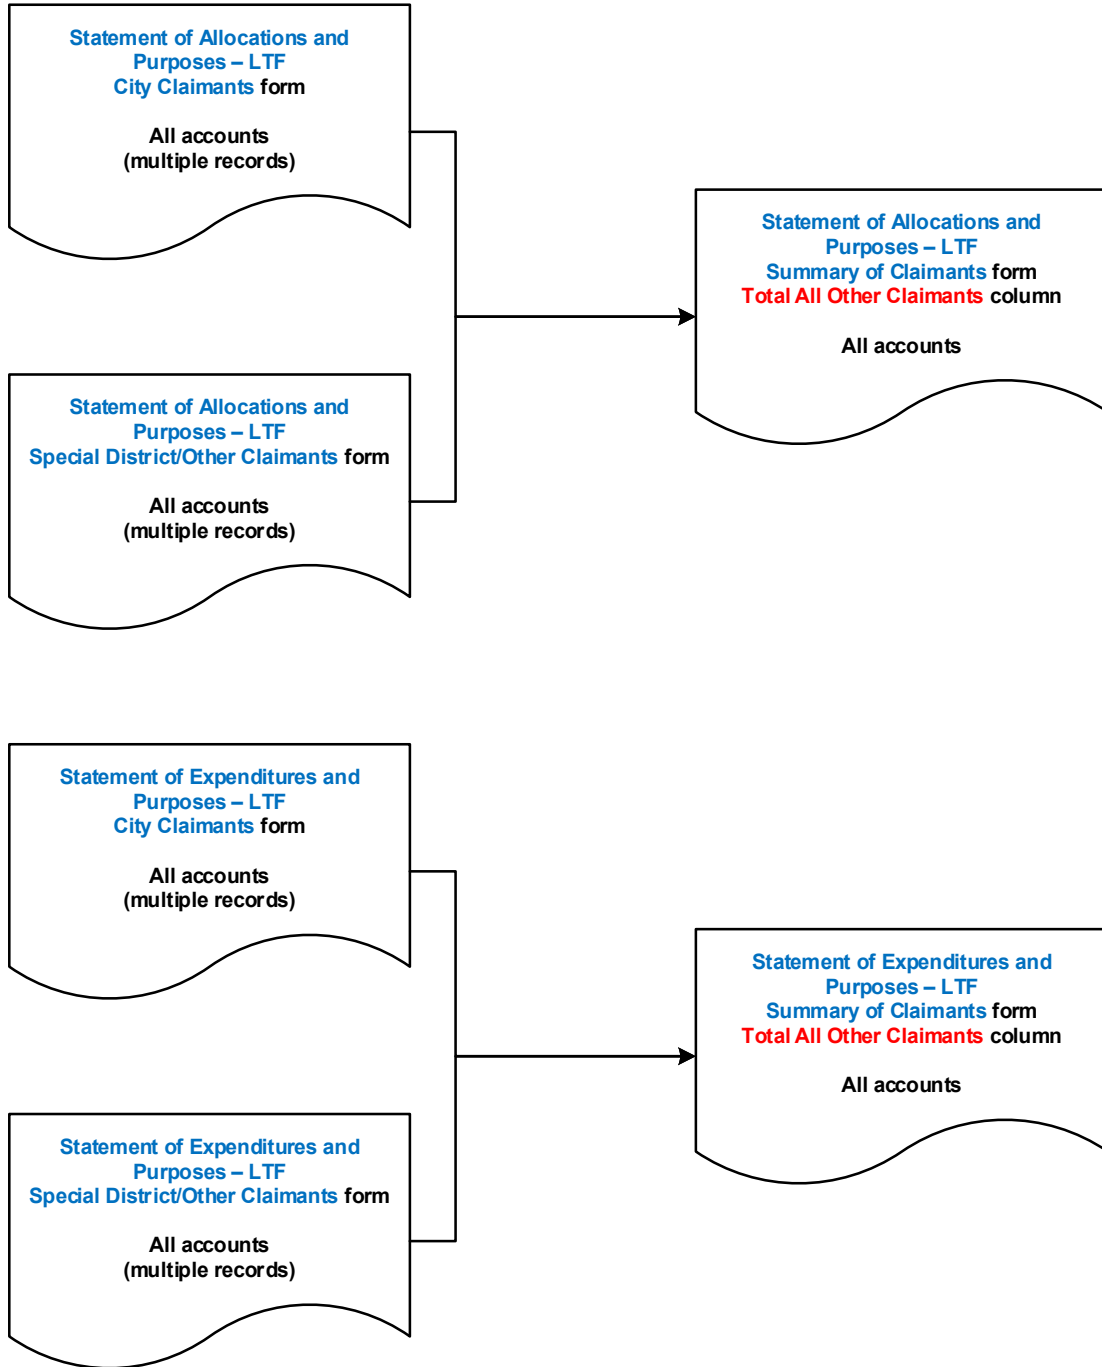 Statement of Allocations and
Purposes – LTF
City Claimants form
All accounts
(multiple records)
Statement of Allocations and
Purposes – LTF
Summary of Claimants form
Total All Other Claimants column
All accounts
Statement of Allocations and
Purposes – LTF
Special District/Other Claimants form
All accounts
(multiple records)
Statement of Expenditures and
Purposes – LTF
City Claimants form
All accounts
(multiple records)
Statement of Expenditures and
Purposes – LTF
Summary of Claimants form
Total All Other Claimants column
All accounts
Statement of Expenditures and
Purposes – LTF
Special District/Other Claimants form
All accounts
(multiple records)